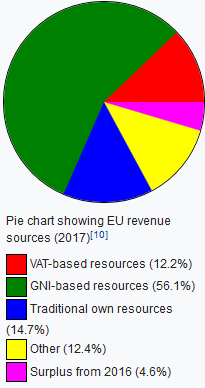 Pie chart showing EU revenue
sources (2017)[10]
VAT-based resources (12.2%)
GNI-based resources (56.1%)
Traditional own resources
(14.7%)
Other (12.4%)
Surplus from 2016 (4.6%)